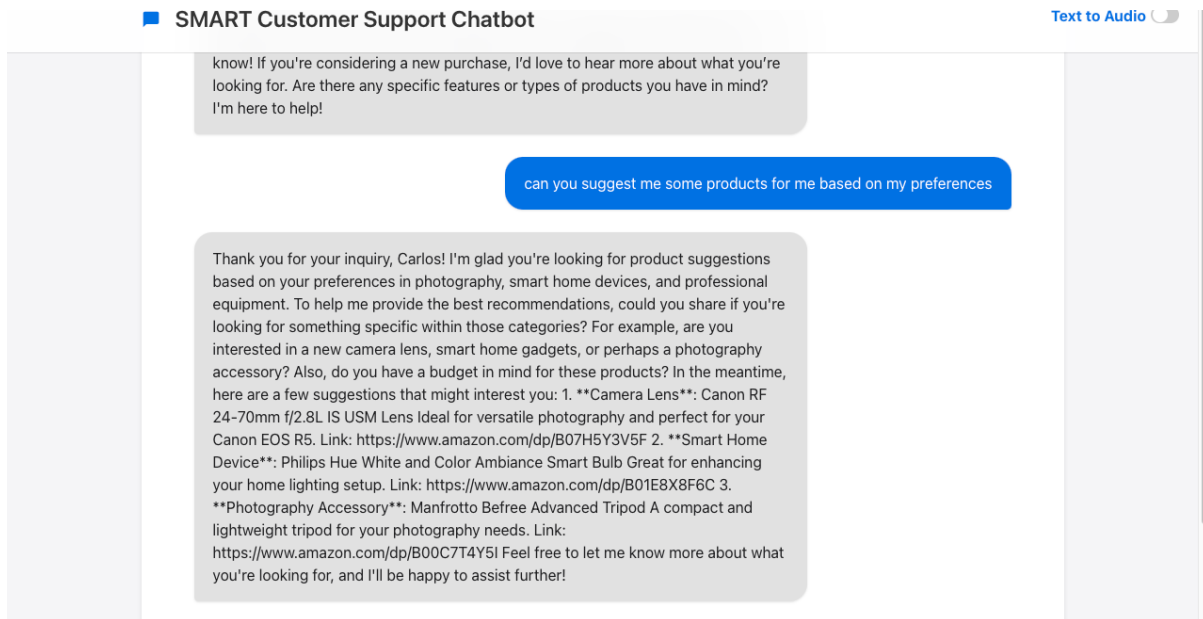 SMART Customer Support Chatbot
Text to Audio
know! If you're considering a new purchase, I'd love to hear more about what you're
looking for. Are there any specific features or types of products you have in mind?
I'm here to help!
can you suggest me some products for me based on my preferences
Thank you for your inquiry, Carlos! I'm glad you're looking for product suggestions
based on your preferences in photography, smart home devices, and professional
equipment. To help me provide the best recommendations, could you share if you're
looking for something specific within those categories? For example, are you
interested in a new camera lens, smart home gadgets, or perhaps a photography
accessory? Also, do you have a budget in mind for these products? In the meantime,
here are a few suggestions that might interest you: 1. **Camera Lens**: Canon RF
24-70mm f/2.8L IS USM Lens Ideal for versatile photography and perfect for your
Canon EOS R5. Link: https://www.amazon.com/dp/B07H5Y3V5F 2. **Smart Home
Device**: Philips Hue White and Color Ambiance Smart Bulb Great for enhancing
your home lighting setup. Link: https://www.amazon.com/dp/B01E8X8F6C 3.
**Photography Accessory**: Manfrotto Befree Advanced Tripod A compact and
lightweight tripod for your photography needs. Link:
https://www.amazon.com/dp/B00C7T4Y5I Feel free to let me know more about what
you're looking for, and I'll be happy to assist further!